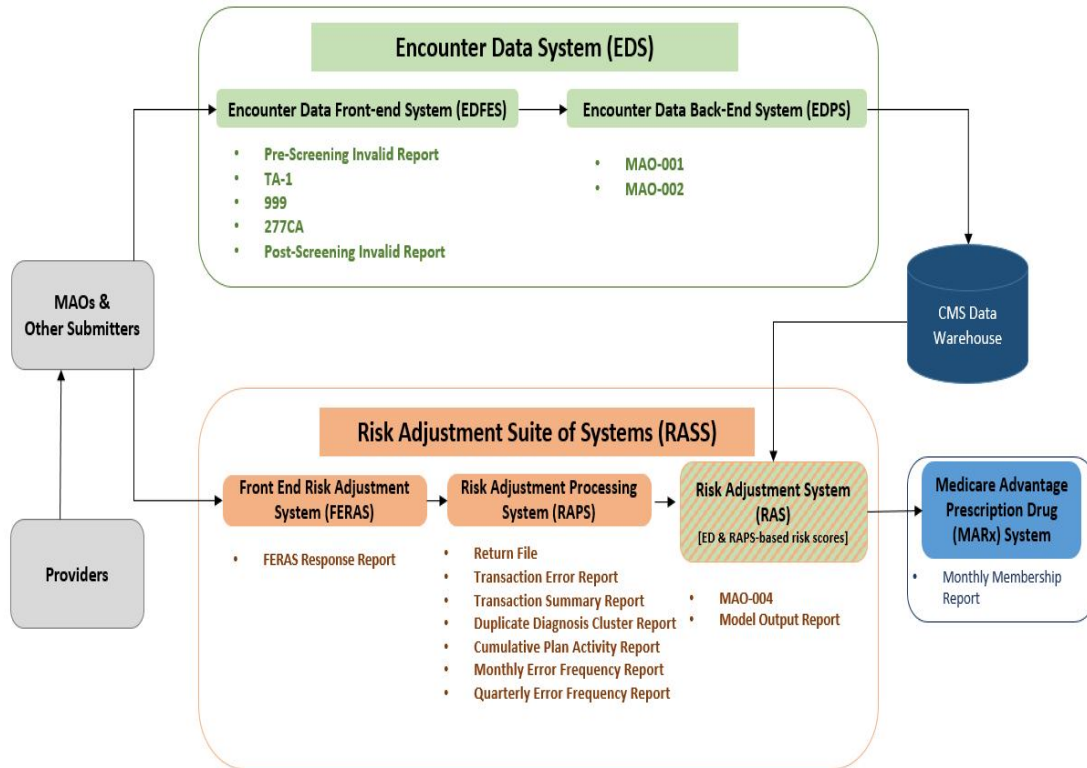 Encounter Data System (EDS)
Encounter Data Front-end System (EDFES)
• Pre-Screening Invalid Report
• TA-1
• 999
• 277CA
• Post-Screening Invalid Report
Encounter Data Back-End System (EDPS)
• MAO-001
• MAO-002
MAOs &
Other Submitters
CMS Data
Warehouse
Providers
Risk Adjustment Suite of Systems (RASS)
Front End Risk Adjustment
System (FERAS)
• FERAS Response Report
Risk Adjustment Processing
System (RAPS)
• Return File
• Transaction Error Report
• Transaction Summary Report
• Duplicate Diagnosis Cluster Report
• Cumulative Plan Activity Report
• Monthly Error Frequency Report
• Quarterly Error Frequency Report
Risk Adjustment System
(RAS)
[ED & RAPS-based risk scores]
• MAO-004
• Model Output Report
Medicare Advantage
Prescription Drug
(MARx) System
• Monthly Membership
Report